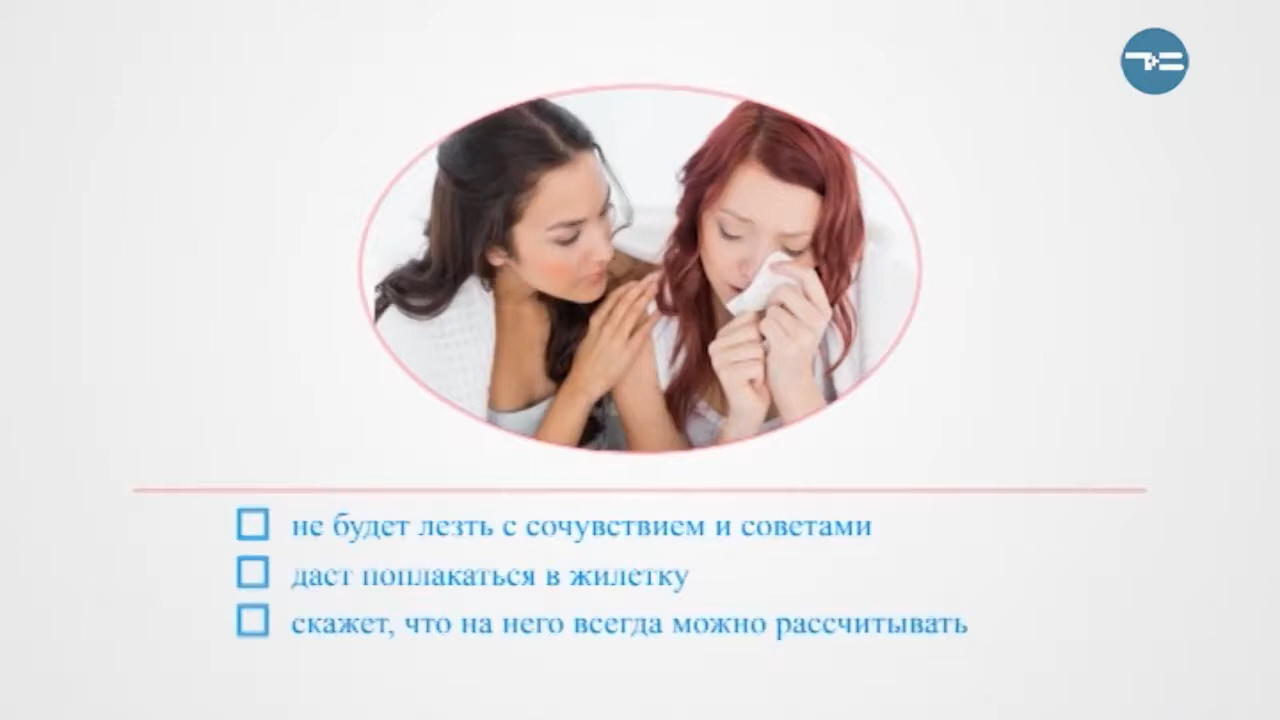 не будет лезть с сочувствием и советами
даст поплакаться в жилетку
скажет, что на него всегда можно рассчитывать